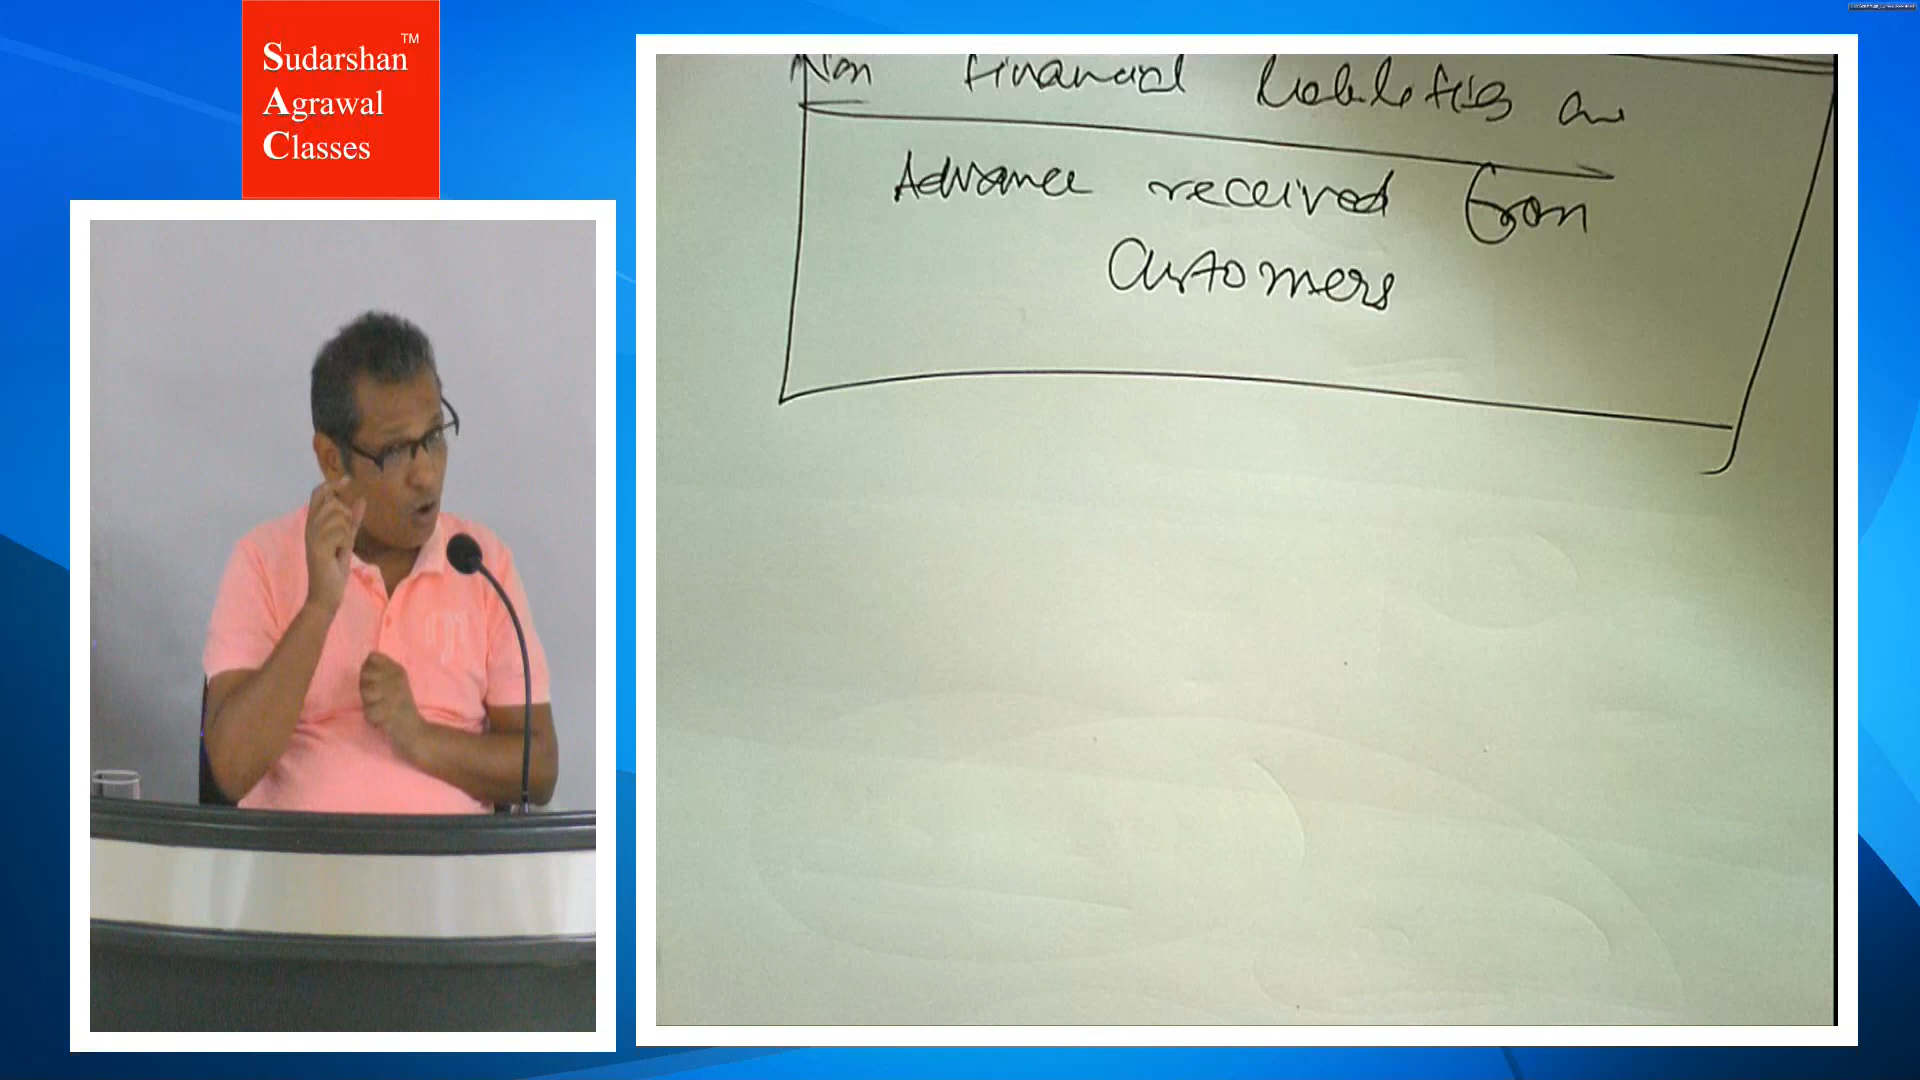 Sudarshan™
Agrawal
Classes
Non Financial Liabilities are
Advance received from
Customers